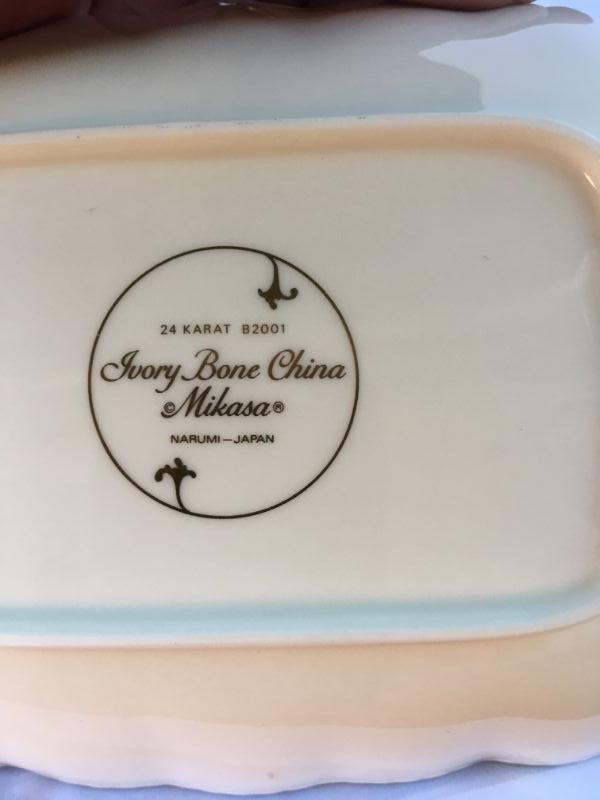 24 KARAT B2001
Ivory Bone China
©Mikasa®
NARUMI—JAPAN